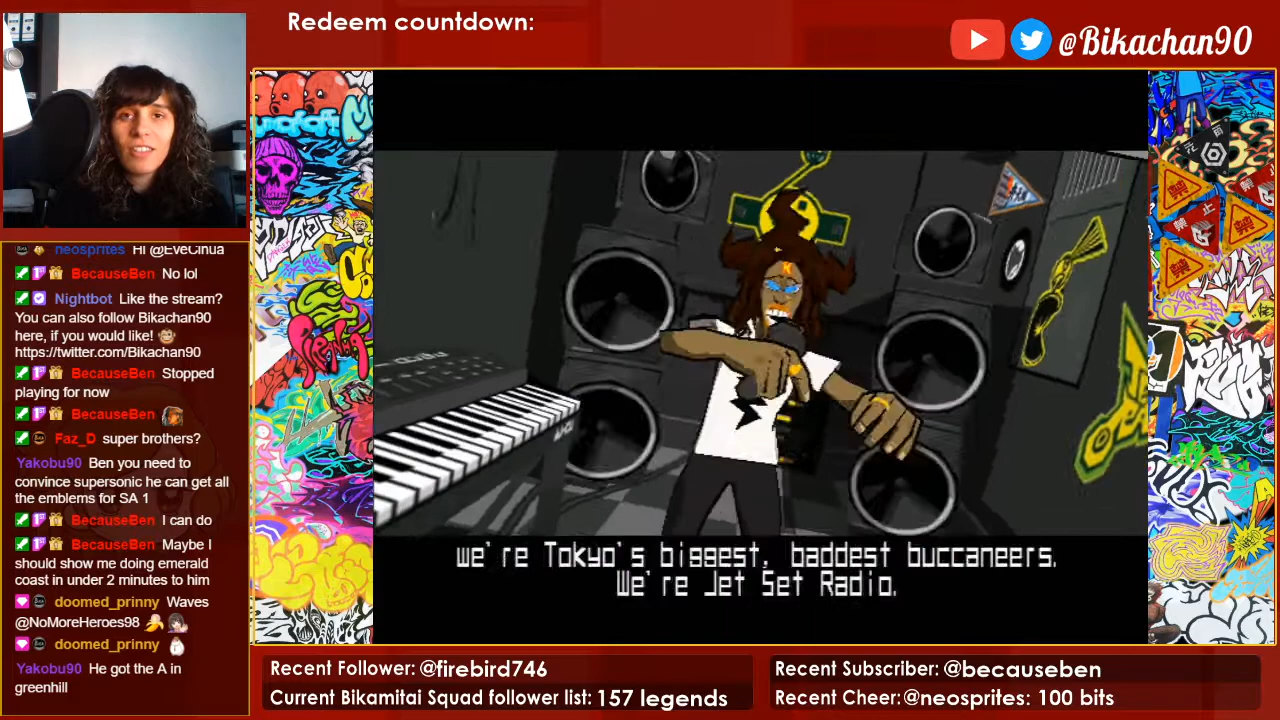 Redeem countdown:
@Bikachan90
neosprites Hi @EveCihua
BecauseBen No lol
Nightbot Like the stream?
You can also follow Bikachan90
here, if you would like!
https://twitter.com/Bikachan90
BecauseBen Stopped
playing for now
BecauseBen
Faz_D super brothers?
Yakobu90 Ben you need to
convince supersonic he can get all
the emblems for SA 1
BecauseBen I can do
BecauseBen Maybe I
should show me doing emerald
coast in under 2 minutes to him
doomed_prinny Waves
@NoMoreHeroes98
doomed_prinny
Yakobu90 He got the A in
greenhill
we're Tokyo's biggest, baddest buccaneers.
We're Jet Set Radio.
Recent Follower: @firebird746
Current Bikamitai Squad follower list: 157 legends
Recent Subscriber: @becauseben
Recent Cheer: @neosprites: 100 bits